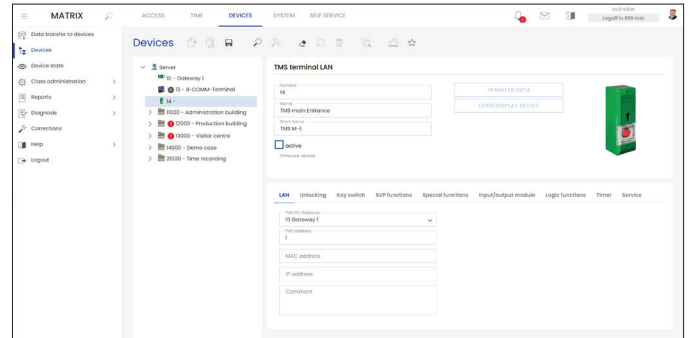 MATRIX
ACCESS
TIME
DEVICES
SYSTEM
SELF SERVICE
Logoff in 898 min
Data transfer to devices
Devices
Device state
Class administration
Reports
Diagnosis
Corrections
Help
Logout
Devices
Server
10 - Gateway 1
13 - B-COMM-Terminal
14 -
11000 - Administration building
12000 - Production building
13000 - Visitor centre
14000 - Demo case
21000 - Time recording
TMS terminal LAN
Number
14
Name
TMS main Entrance
Short name
TMS M-E
active
Firmware version
TRANSFER DATA
LOAD/DISPLAY DEVICE
LAN
Unlocking
Key switch
SVP functions
Special functions
Input/output module
Logic functions
Timer
Service
TMS PC Gateway
10 Gateway 1
TMS address
1
MAC address
IP address
Comment